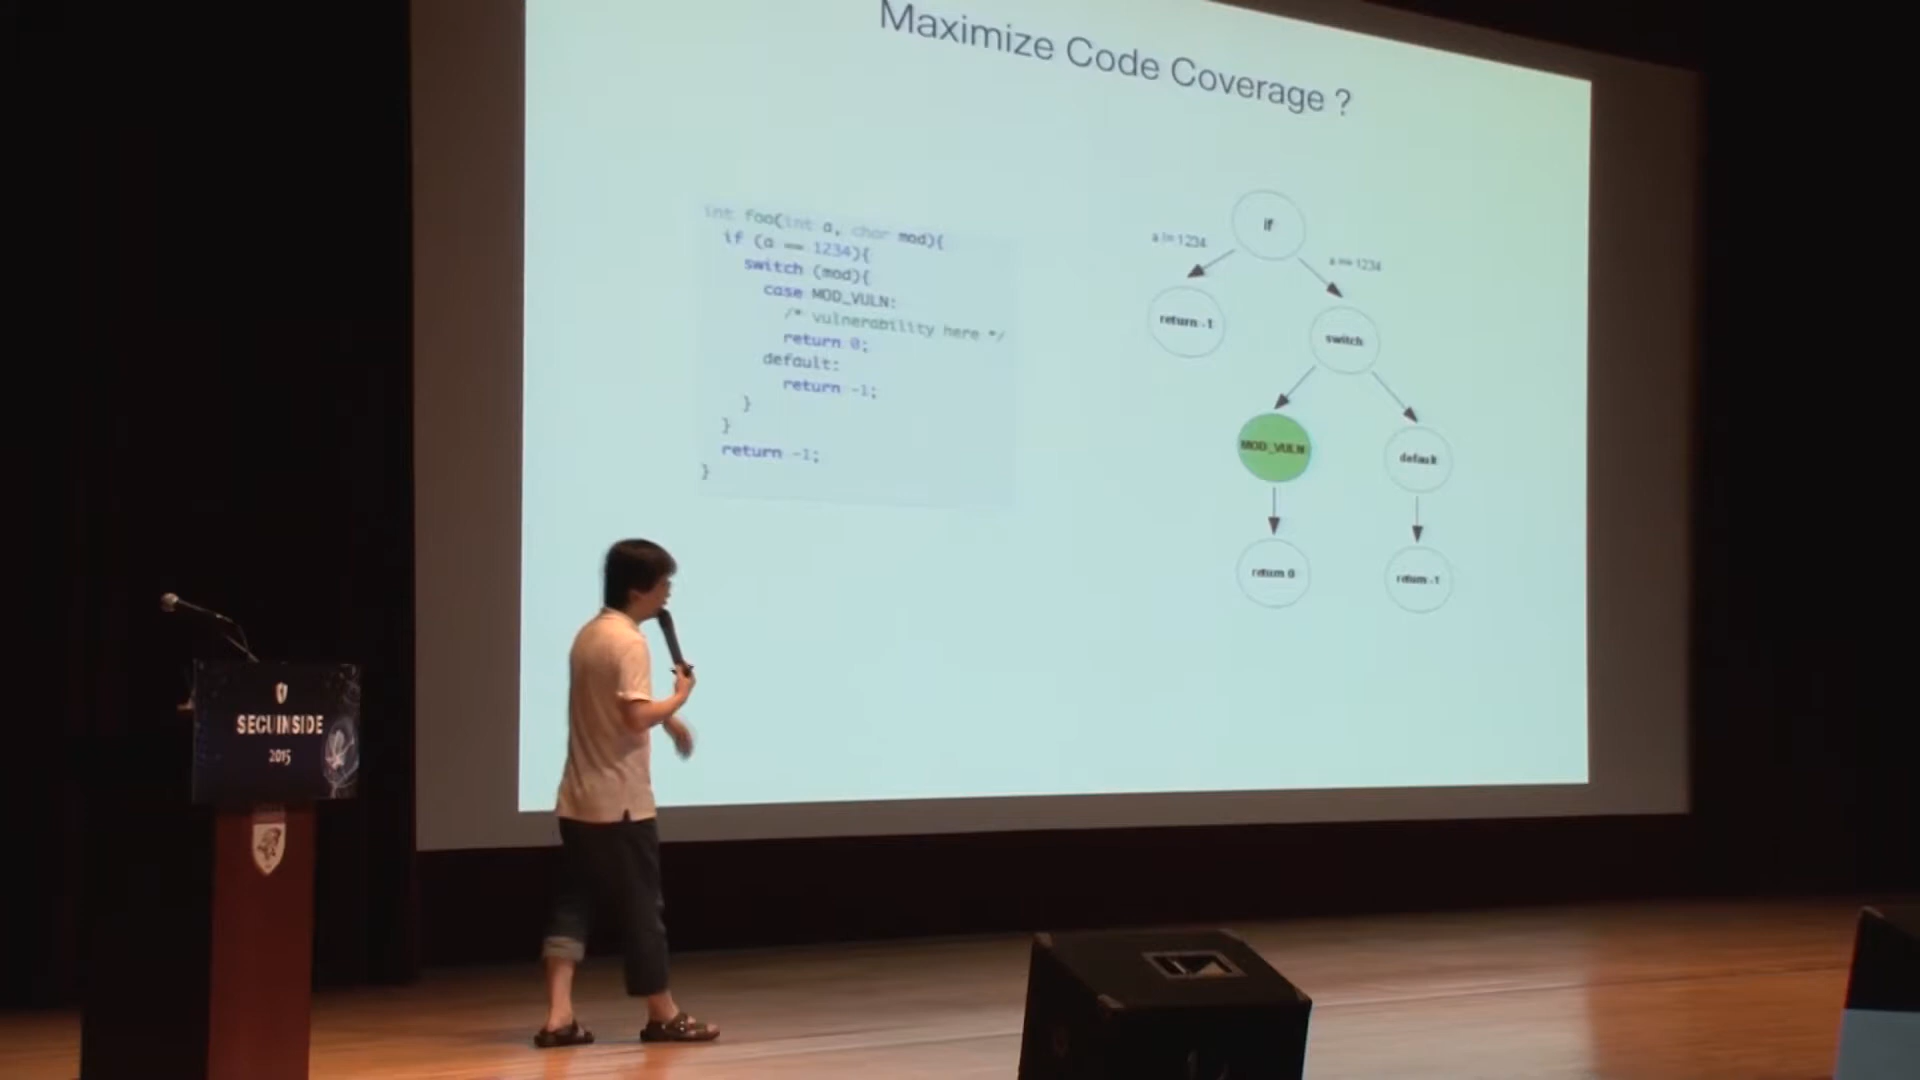 Maximize Code Coverage ?
int foo(int a, char mod){
if (a == 1234){
switch (mod){
case MOD_VULN:
/* vulnerability here */
return 0;
default:
return -1;
}
}
return -1;
}
if
a != 1234
a == 1234
return -1
switch
MOD_VULN
default
return 0
return -1
SECUINSIDE
2015